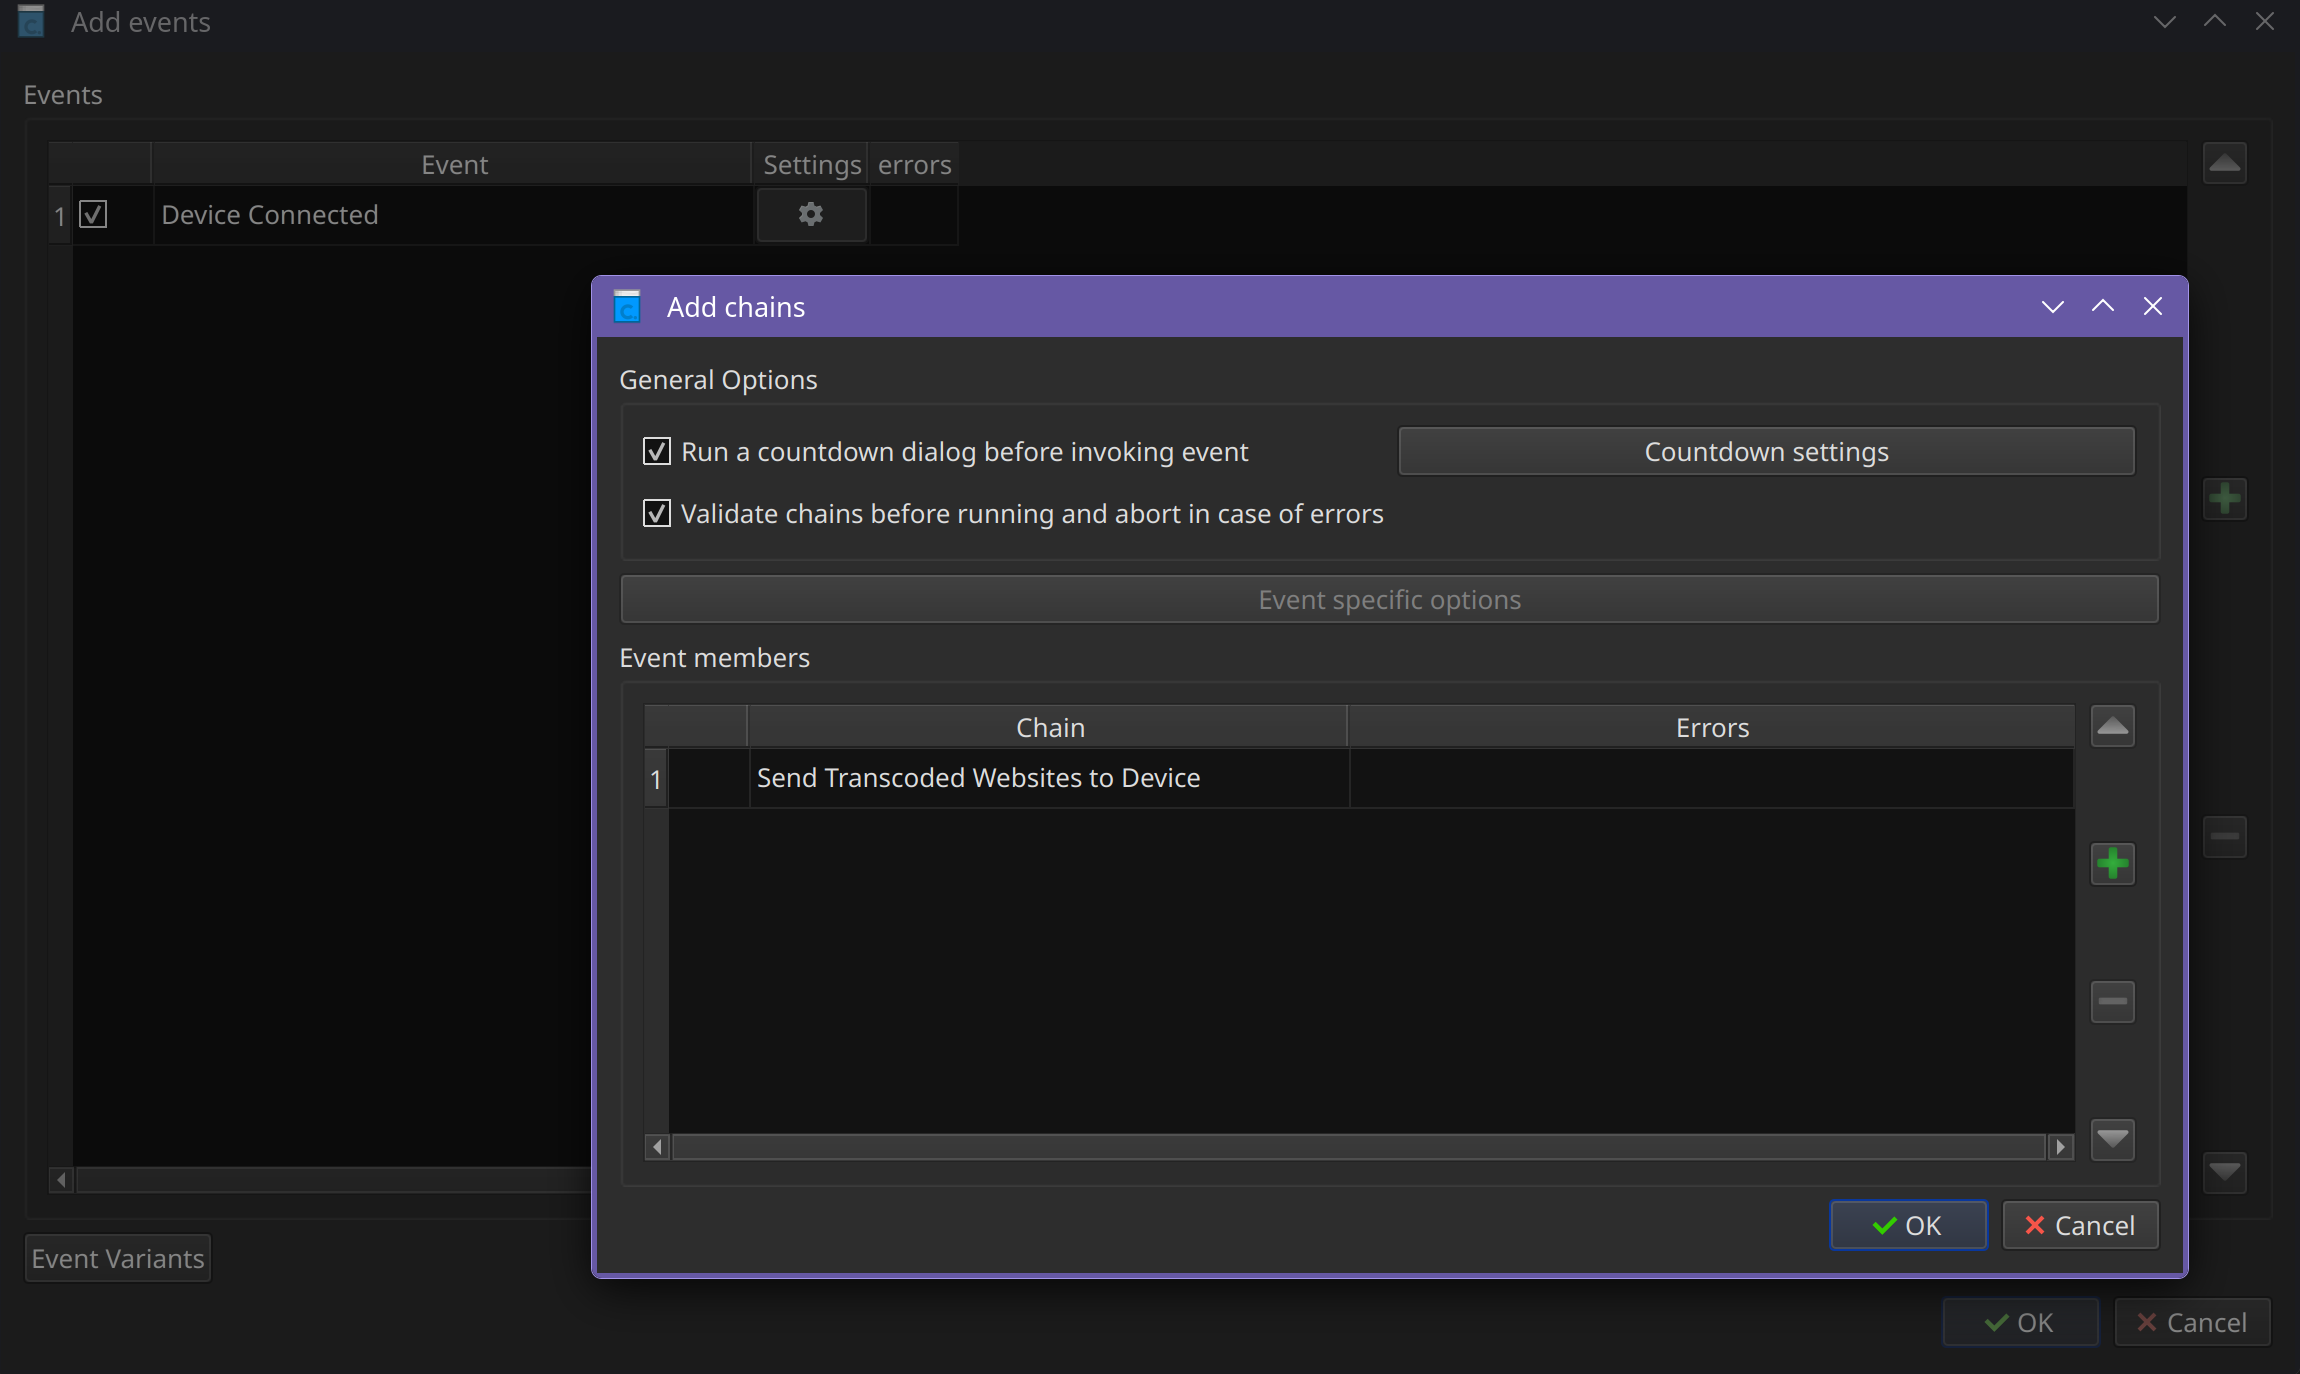 Add events
Events
Event Settings errors
1 Device Connected
Add chains
General Options
Run a countdown dialog before invoking event Countdown settings
Validate chains before running and abort in case of errors
Event specific options
Event members
Chain Errors
1 Send Transcoded Websites to Device
OK Cancel
Event Variants
OK Cancel